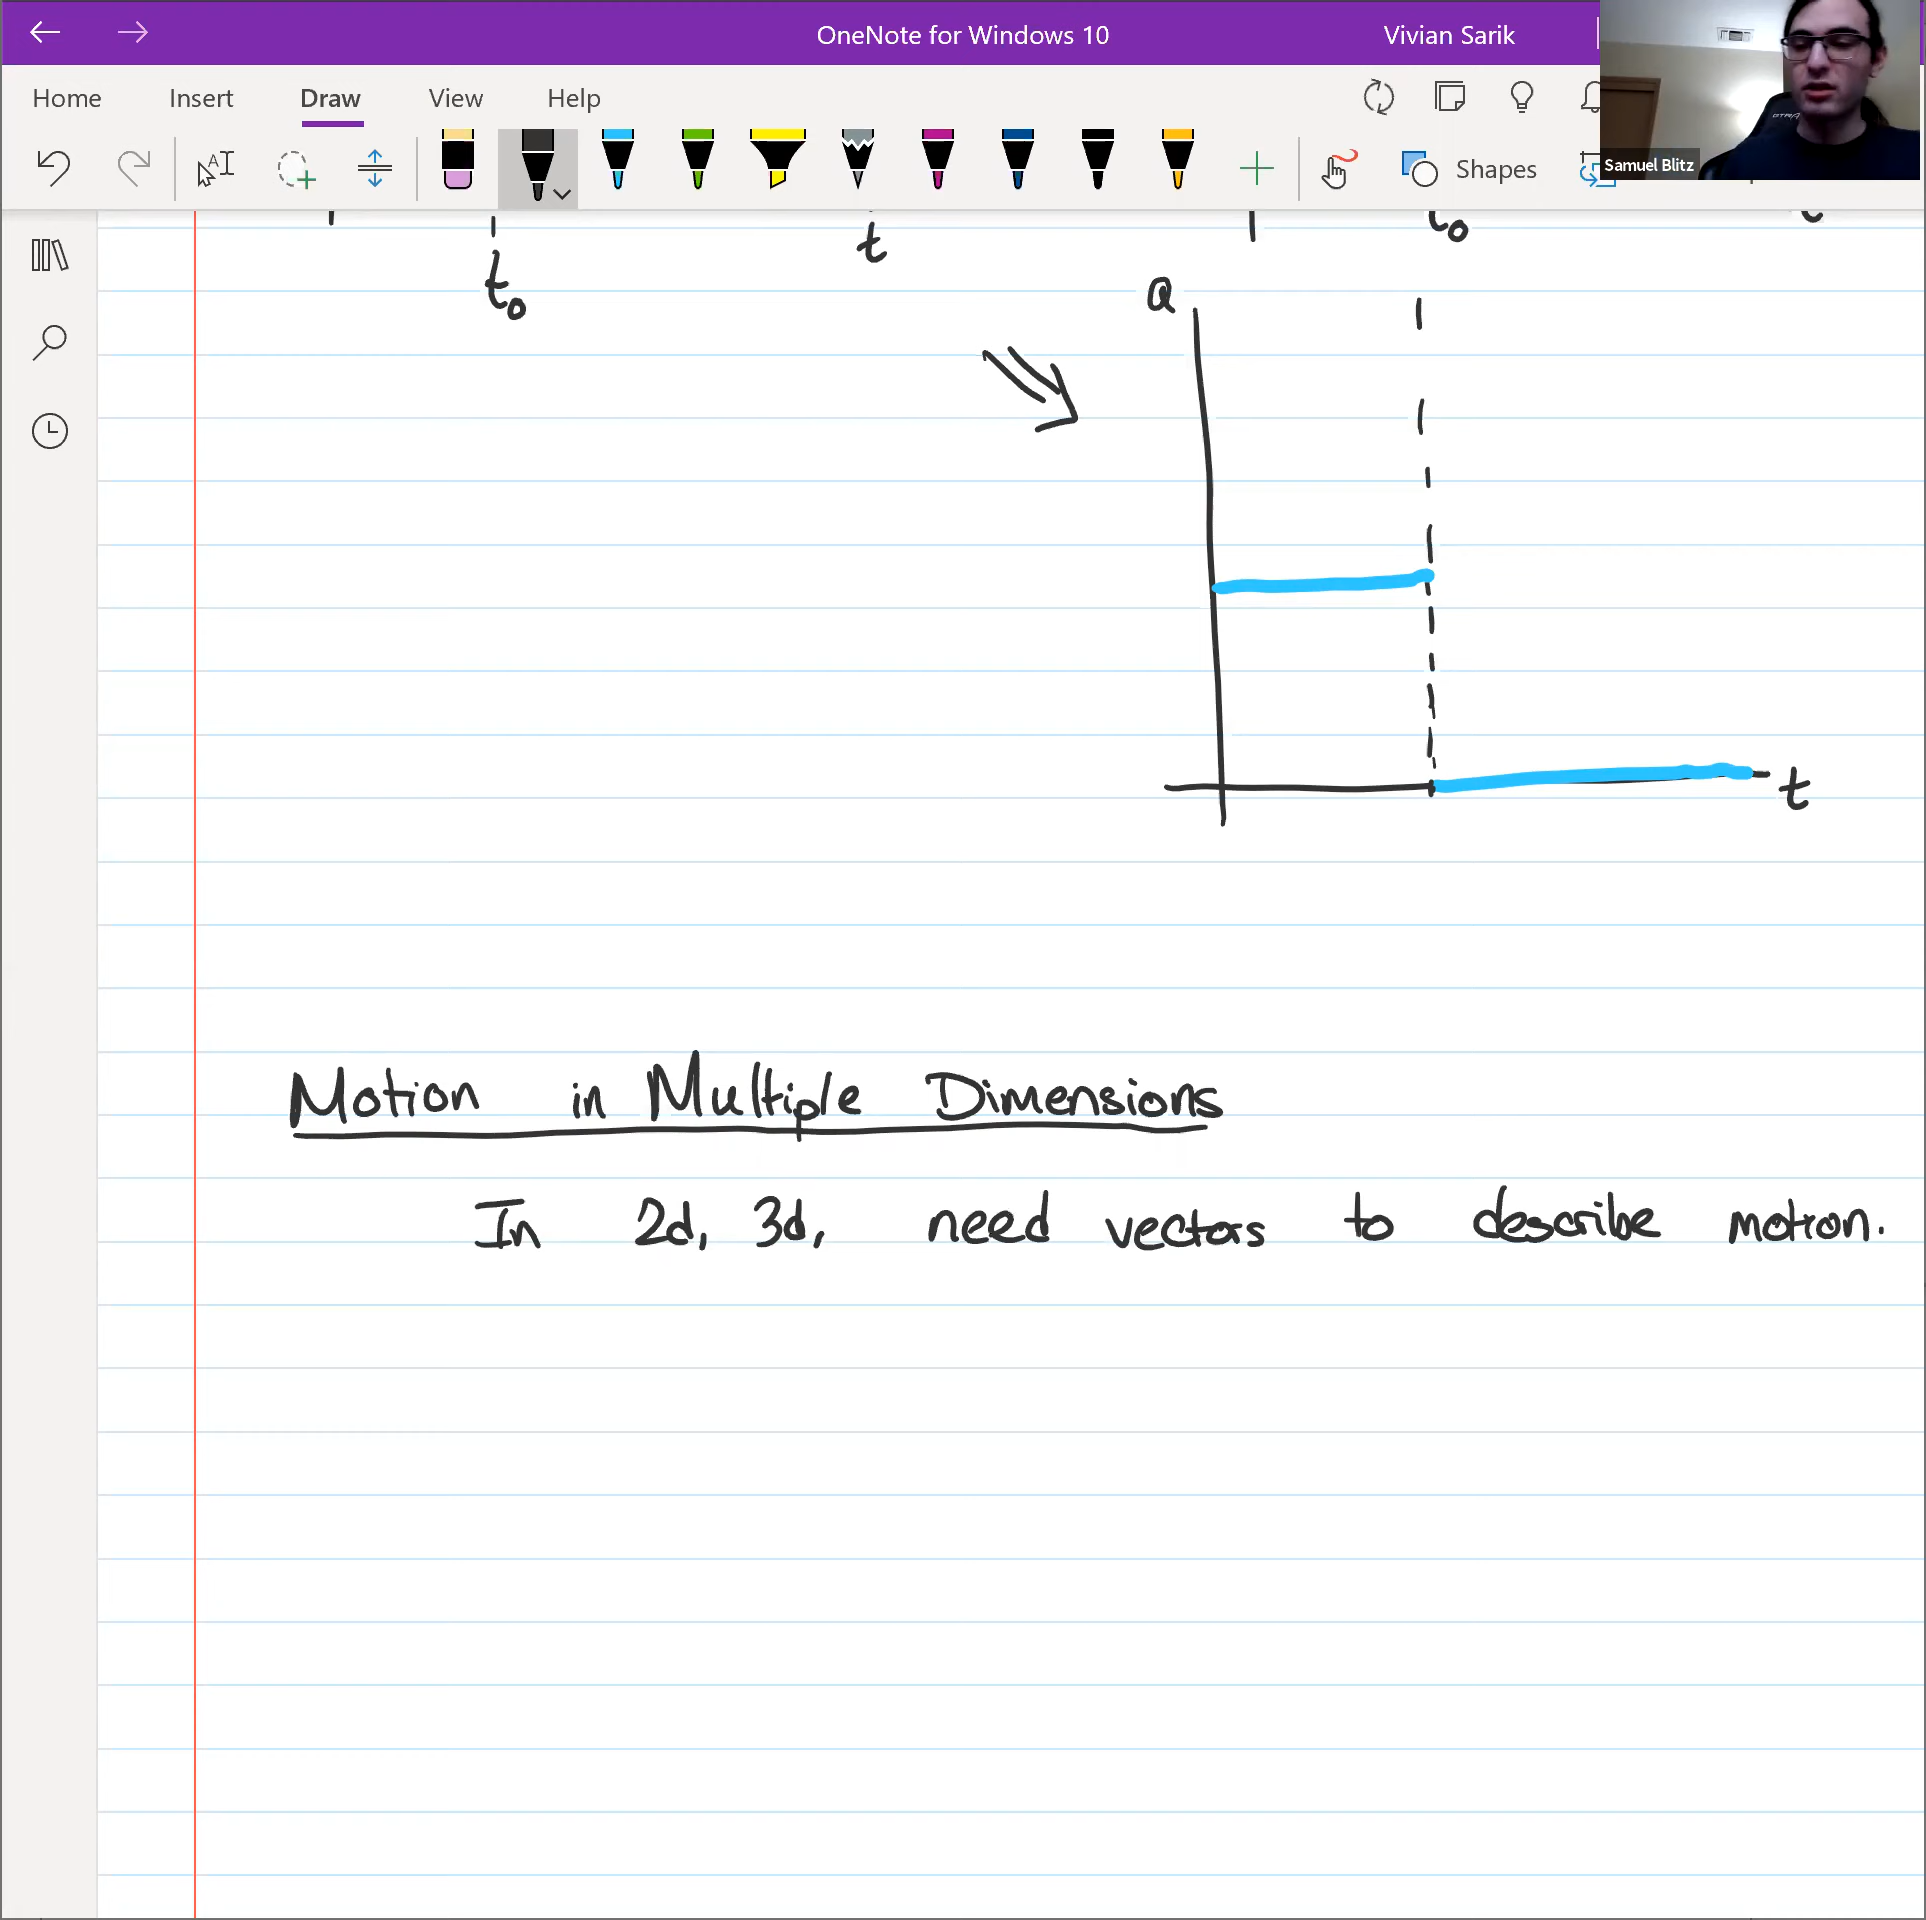 OneNote for Windows 10
Vivian Sarik
Home Insert Draw View Help
Shapes
Samuel Blitz
t
t₀
t₀
a
t
Motion in Multiple Dimensions
In 2d, 3d, need vectors to describe motion.